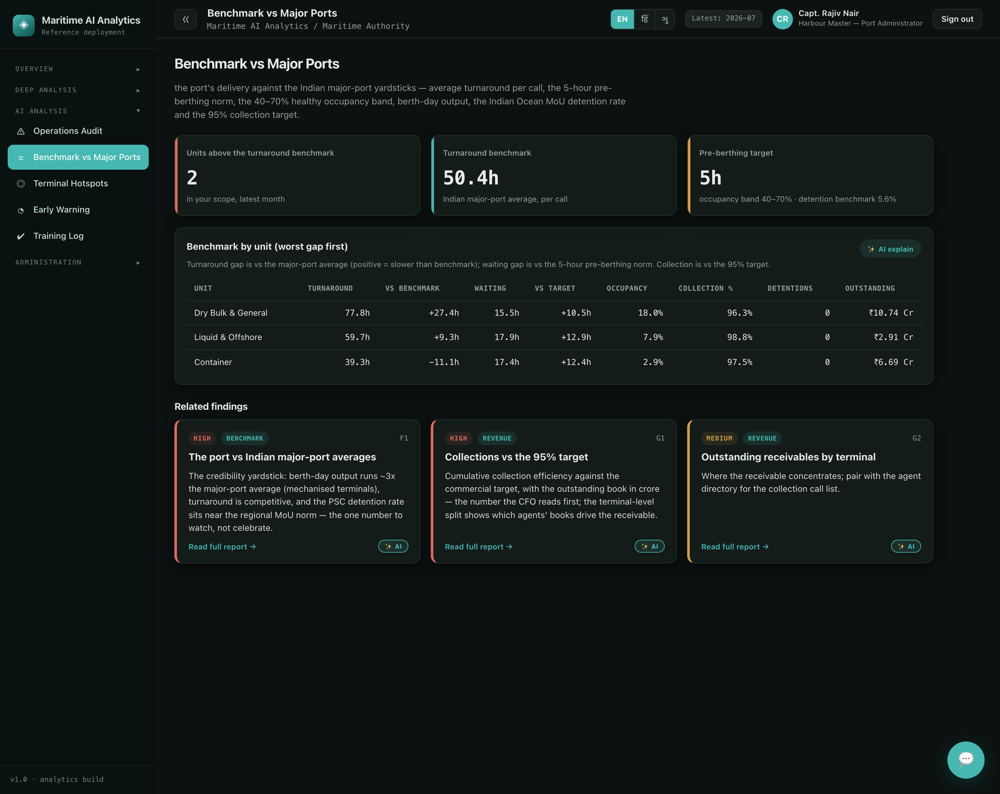 Maritime AI Analytics
Reference deployment
OVERVIEW
DEEP ANALYSIS
AI ANALYSIS
Operations Audit
Benchmark vs Major Ports
Terminal Hotspots
Early Warning
Training Log
ADMINISTRATION
v1.0 · analytics build
Benchmark vs Major Ports
Maritime AI Analytics / Maritime Authority
EN हिं ગુ
Latest: 2026-07
CR
Capt. Rajiv Nair
Harbour Master — Port Administrator
Sign out
Benchmark vs Major Ports
the port's delivery against the Indian major-port yardsticks — average turnaround per call, the 5-hour pre-
berthing norm, the 40–70% healthy occupancy band, berth-day output, the Indian Ocean MoU detention rate
and the 95% collection target.
Units above the turnaround benchmark
2
in your scope, latest month
Turnaround benchmark
50.4h
Indian major-port average, per call
Pre-berthing target
5h
occupancy band 40–70% · detention benchmark 5.6%
Benchmark by unit (worst gap first)
✨ AI explain
Turnaround gap is vs the major-port average (positive = slower than benchmark); waiting gap is vs the 5-hour pre-berthing norm. Collection is vs the 95% target.
UNIT TURNAROUND VS BENCHMARK WAITING VS TARGET OCCUPANCY COLLECTION % DETENTIONS OUTSTANDING
Dry Bulk & General 77.8h +27.4h 15.5h +10.5h 18.0% 96.3% 0 ₹10.74 Cr
Liquid & Offshore 59.7h +9.3h 17.9h +12.9h 7.9% 98.8% 0 ₹2.91 Cr
Container 39.3h −11.1h 17.4h +12.4h 2.9% 97.5% 0 ₹6.69 Cr
Related findings
HIGH BENCHMARK F1
The port vs Indian major-port averages
The credibility yardstick: berth-day output runs ~3x
the major-port average (mechanised terminals),
turnaround is competitive, and the PSC detention rate
sits near the regional MoU norm — the one number to
watch, not celebrate.
Read full report →
✨ AI
HIGH REVENUE G1
Collections vs the 95% target
Cumulative collection efficiency against the
commercial target, with the outstanding book in crore
— the number the CFO reads first; the terminal-level
split shows which agents' books drive the receivable.
Read full report →
✨ AI
MEDIUM REVENUE G2
Outstanding receivables by terminal
Where the receivable concentrates; pair with the agent
directory for the collection call list.
Read full report →
✨ AI